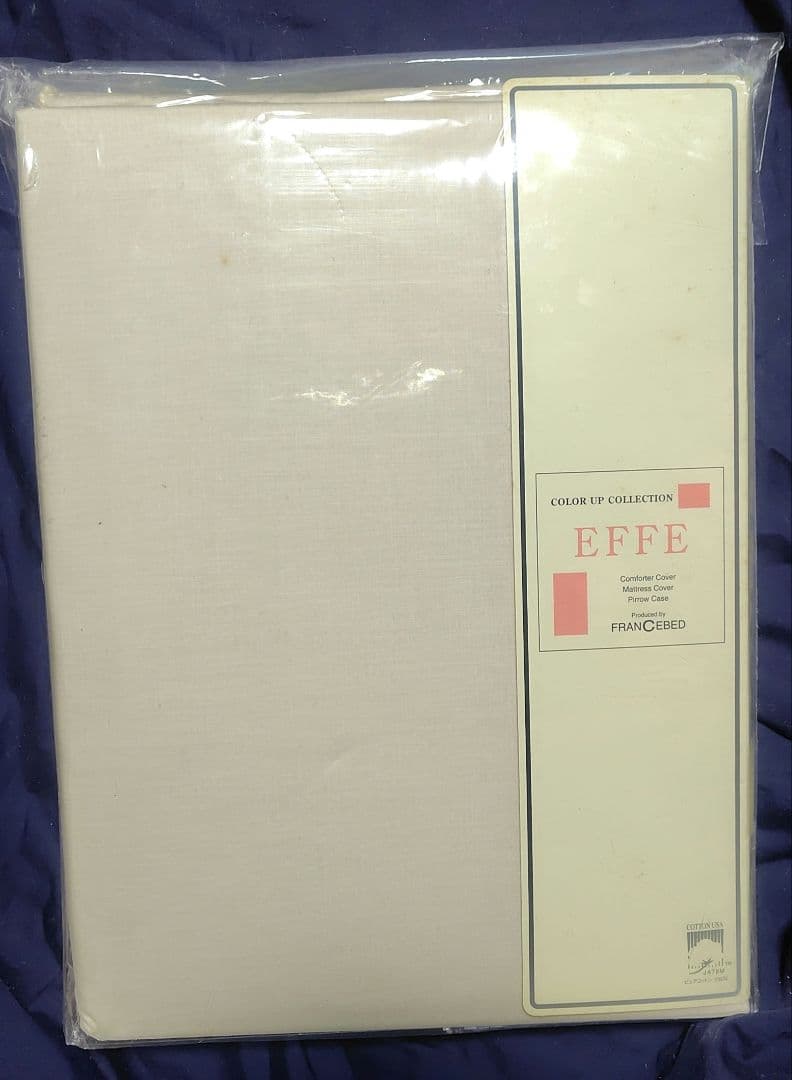 COLOR UP COLLECTION
EFFE
Comforter Cover
Mattress Cover
Pirrow Case
Produced by
FRANCEBED
COTTON USA